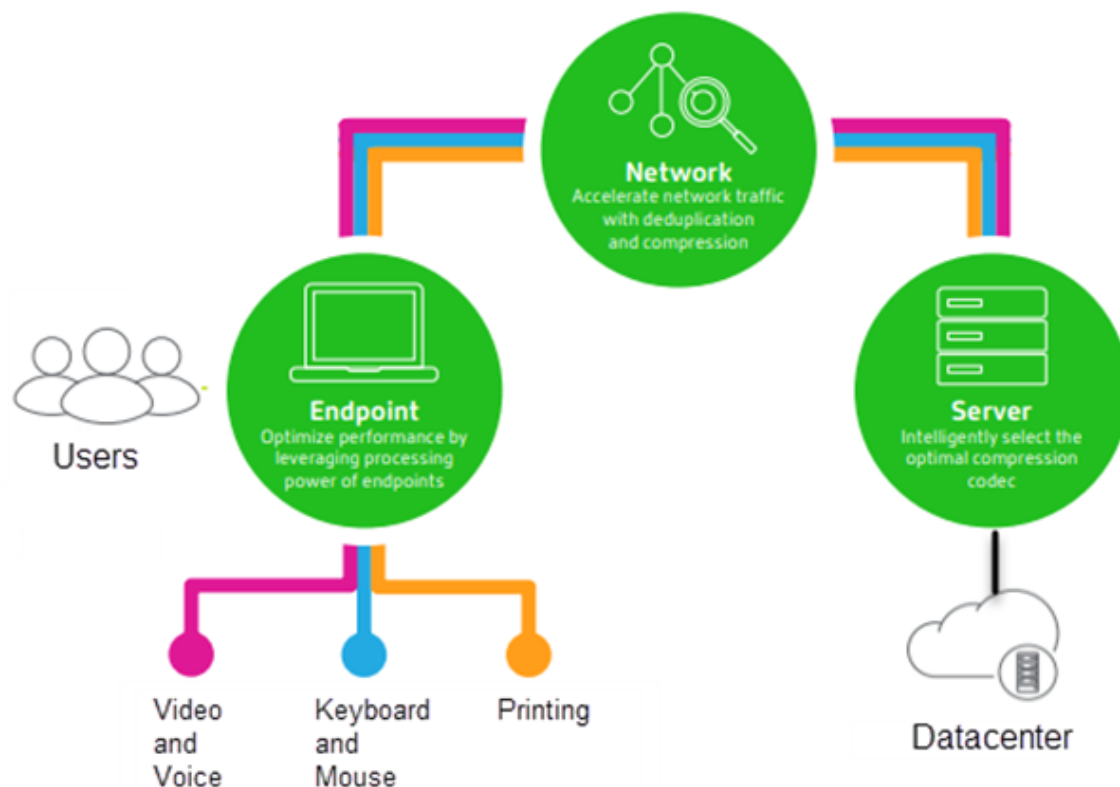 Network
Accelerate network traffic
with deduplication
and compression
Users
Endpoint
Optimize performance by
leveraging processing
power of endpoints
Server
Intelligently select the
optimal compression
codec
Video
and
Voice
Keyboard
and
Mouse
Printing
Datacenter